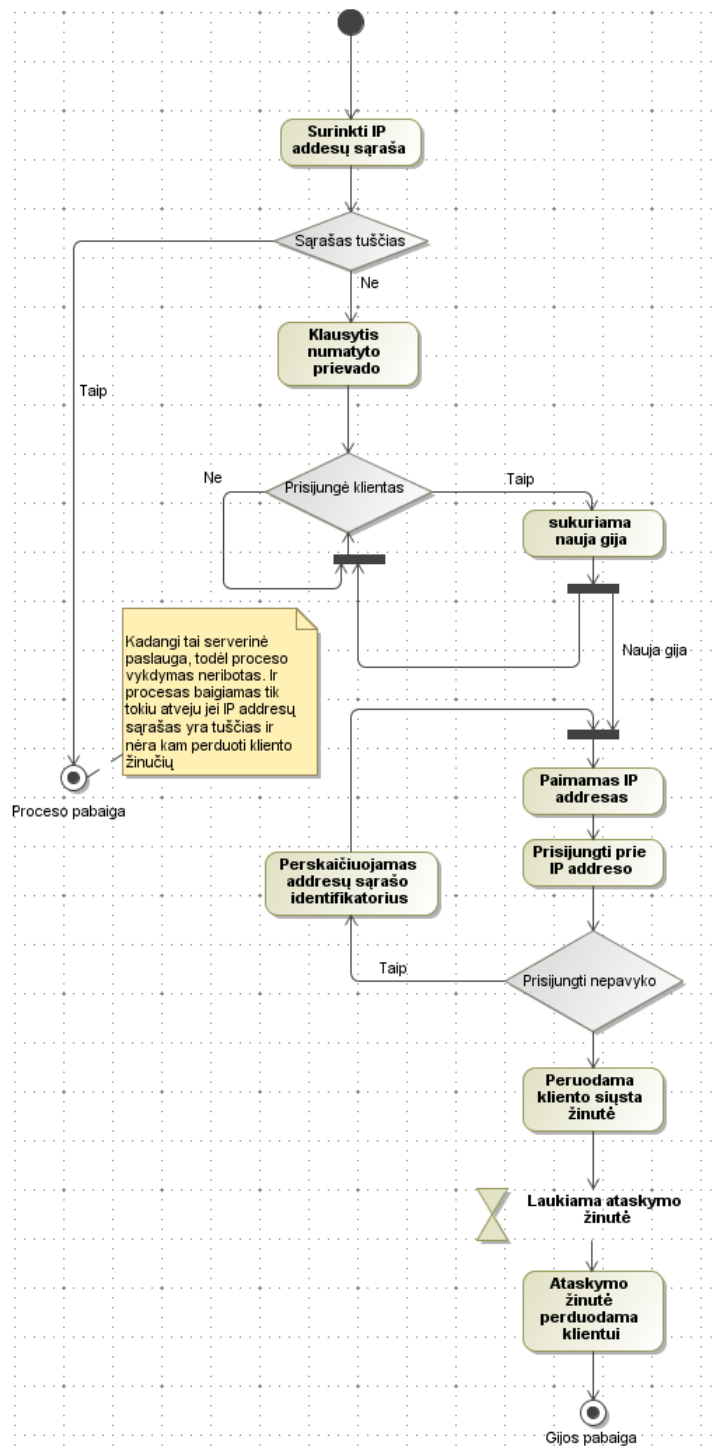 Surinkti IP
addesų sąraša
Sąrašas tuščias
Ne
Klausytis
numatyto
prievado
Taip
Ne
Prisijungė klientas
Taip
sukuriama
nauja gija
Nauja gija
Kadangi tai serverinė
paslauga, todėl proceso
vykdymas neribotas. Ir
procesas baigiamas tik
tokiu atveju jei IP addresų
sąrašas yra tuščias ir
nėra kam perduoti kliento
žinučių
Proceso pabaiga
Paimamas IP
addresas
Prisijungti prie
IP addreso
Perskaičiuojamas
addresų sąrašo
identifikatorius
Taip
Prisijungti nepavyko
Peruodama
kliento siųsta
žinutė
Laukiama ataskymo
žinutė
Ataskymo
žinutė
perduodama
klientui
Gijos pabaiga